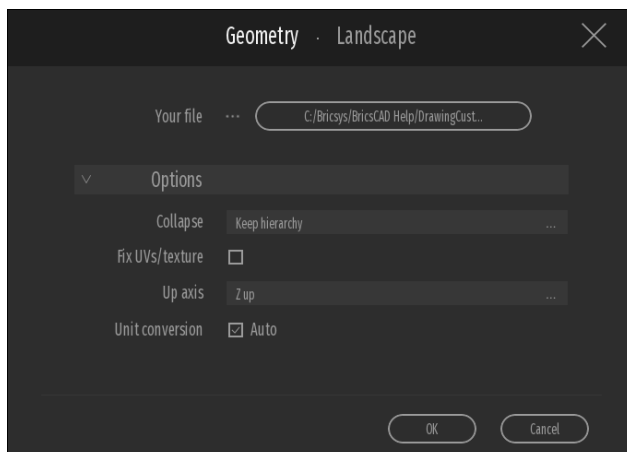 Geometry · Landscape
Your file ... C:/Bricsys/BricsCAD Help/DrawingCust...
Options
Collapse Keep hierarchy ...
Fix UVs/texture
Up axis Z up ...
Unit conversion Auto
OK Cancel